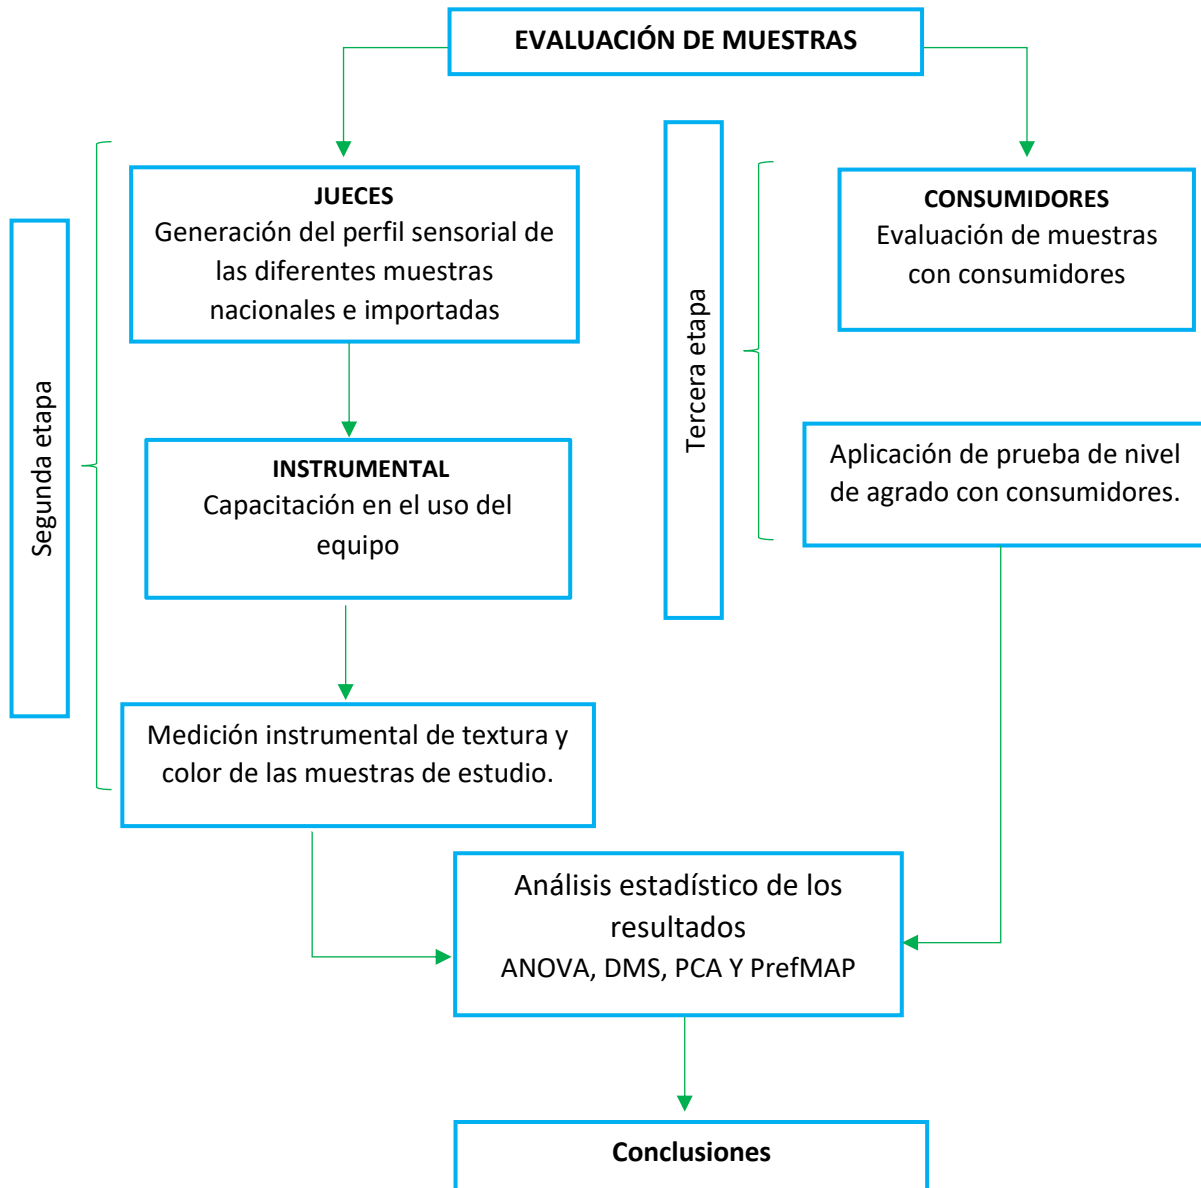 EVALUACIÓN DE MUESTRAS
Segunda etapa
JUECES
Generación del perfil sensorial de
las diferentes muestras
nacionales e importadas
INSTRUMENTAL
Capacitación en el uso del
equipo
Medición instrumental de textura y
color de las muestras de estudio.
Tercera etapa
CONSUMIDORES
Evaluación de muestras
con consumidores
Aplicación de prueba de nivel
de agrado con consumidores.
Análisis estadístico de los
resultados
ANOVA, DMS, PCA Y PrefMAP
Conclusiones